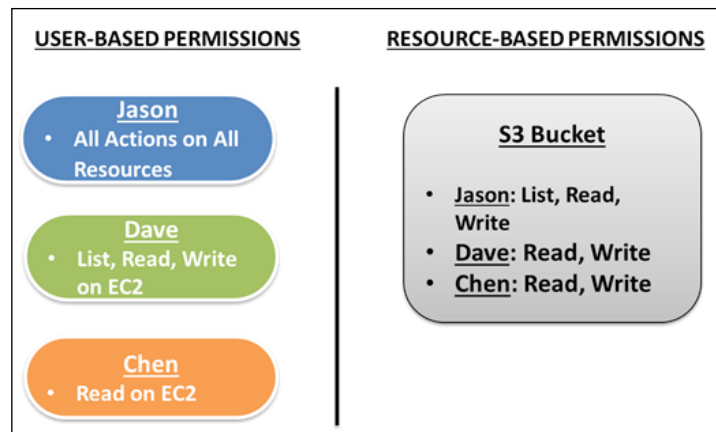 USER-BASED PERMISSIONS
Jason
• All Actions on All
Resources
Dave
• List, Read, Write
on EC2
Chen
• Read on EC2
RESOURCE-BASED PERMISSIONS
S3 Bucket
• Jason: List, Read,
Write
• Dave: Read, Write
• Chen: Read, Write